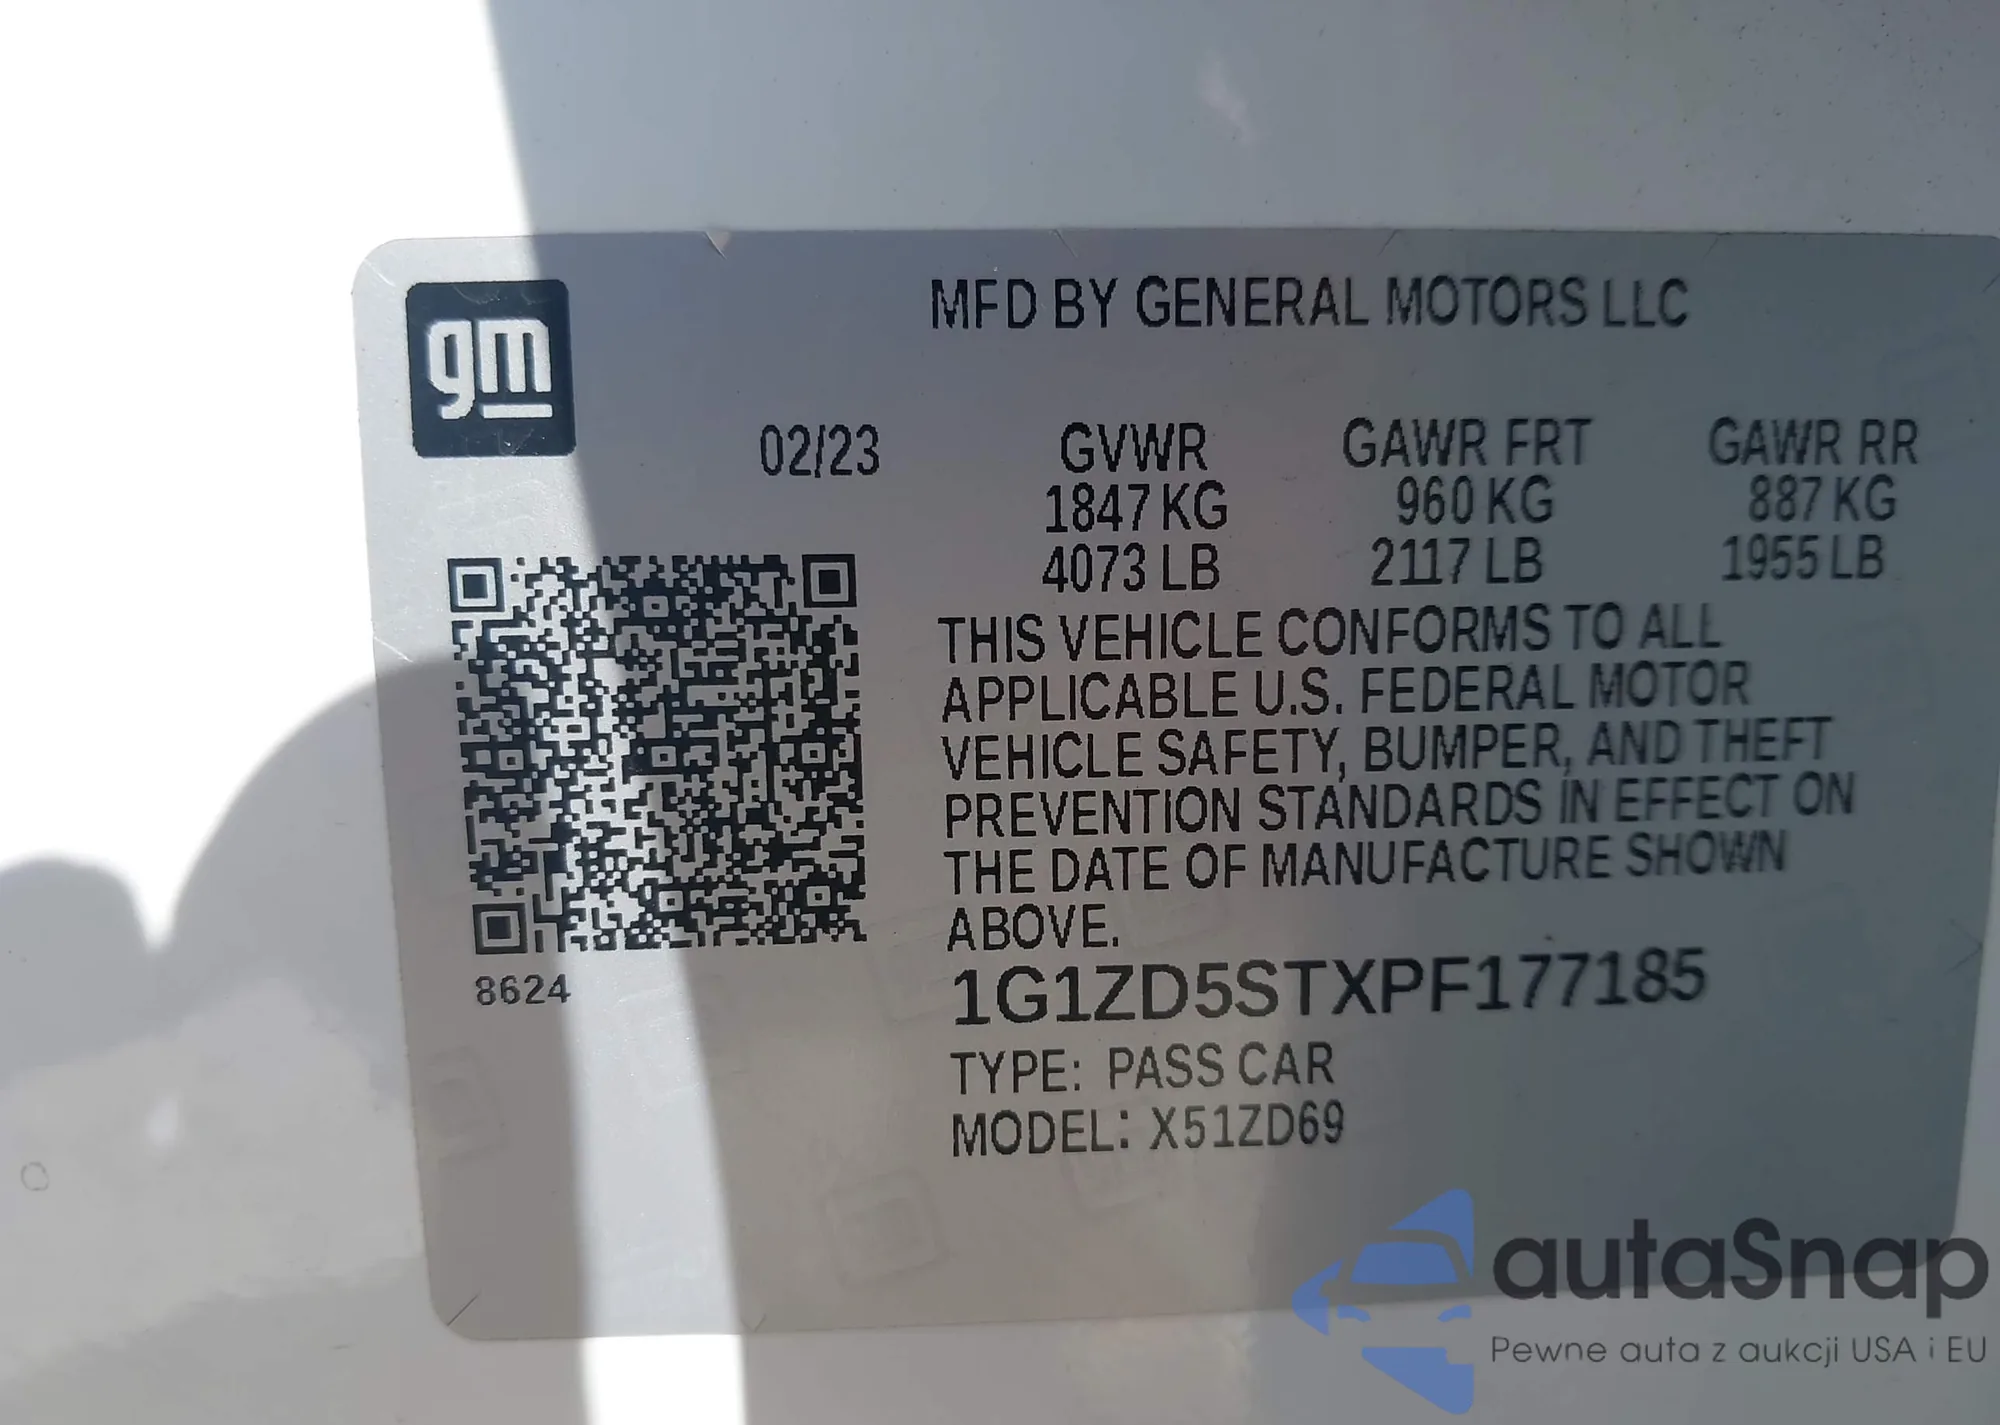 gm
MFD BY GENERAL MOTORS LLC
02/23
GVWR GAWR FRT GAWR RR
1847 KG 960 KG 887 KG
4073 LB 2117 LB 1955 LB
THIS VEHICLE CONFORMS TO ALL
APPLICABLE U.S. FEDERAL MOTOR
VEHICLE SAFETY, BUMPER, AND THEFT
PREVENTION STANDARDS IN EFFECT ON
THE DATE OF MANUFACTURE SHOWN
ABOVE.
8624
1G1ZD5STXPF177185
TYPE: PASS CAR
MODEL: X51ZD69
autaSnap
Pewne auta z aukcji USA i EU